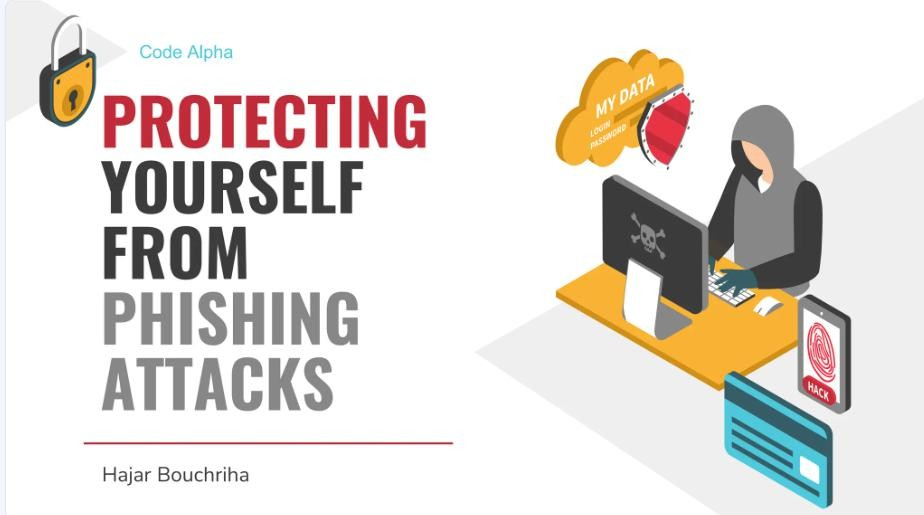 Code Alpha
PROTECTING
YOURSELF
FROM
PHISHING
ATTACKS
Hajar Bouchriha
MY DATA
LOGIN
PASSWORD
HACK